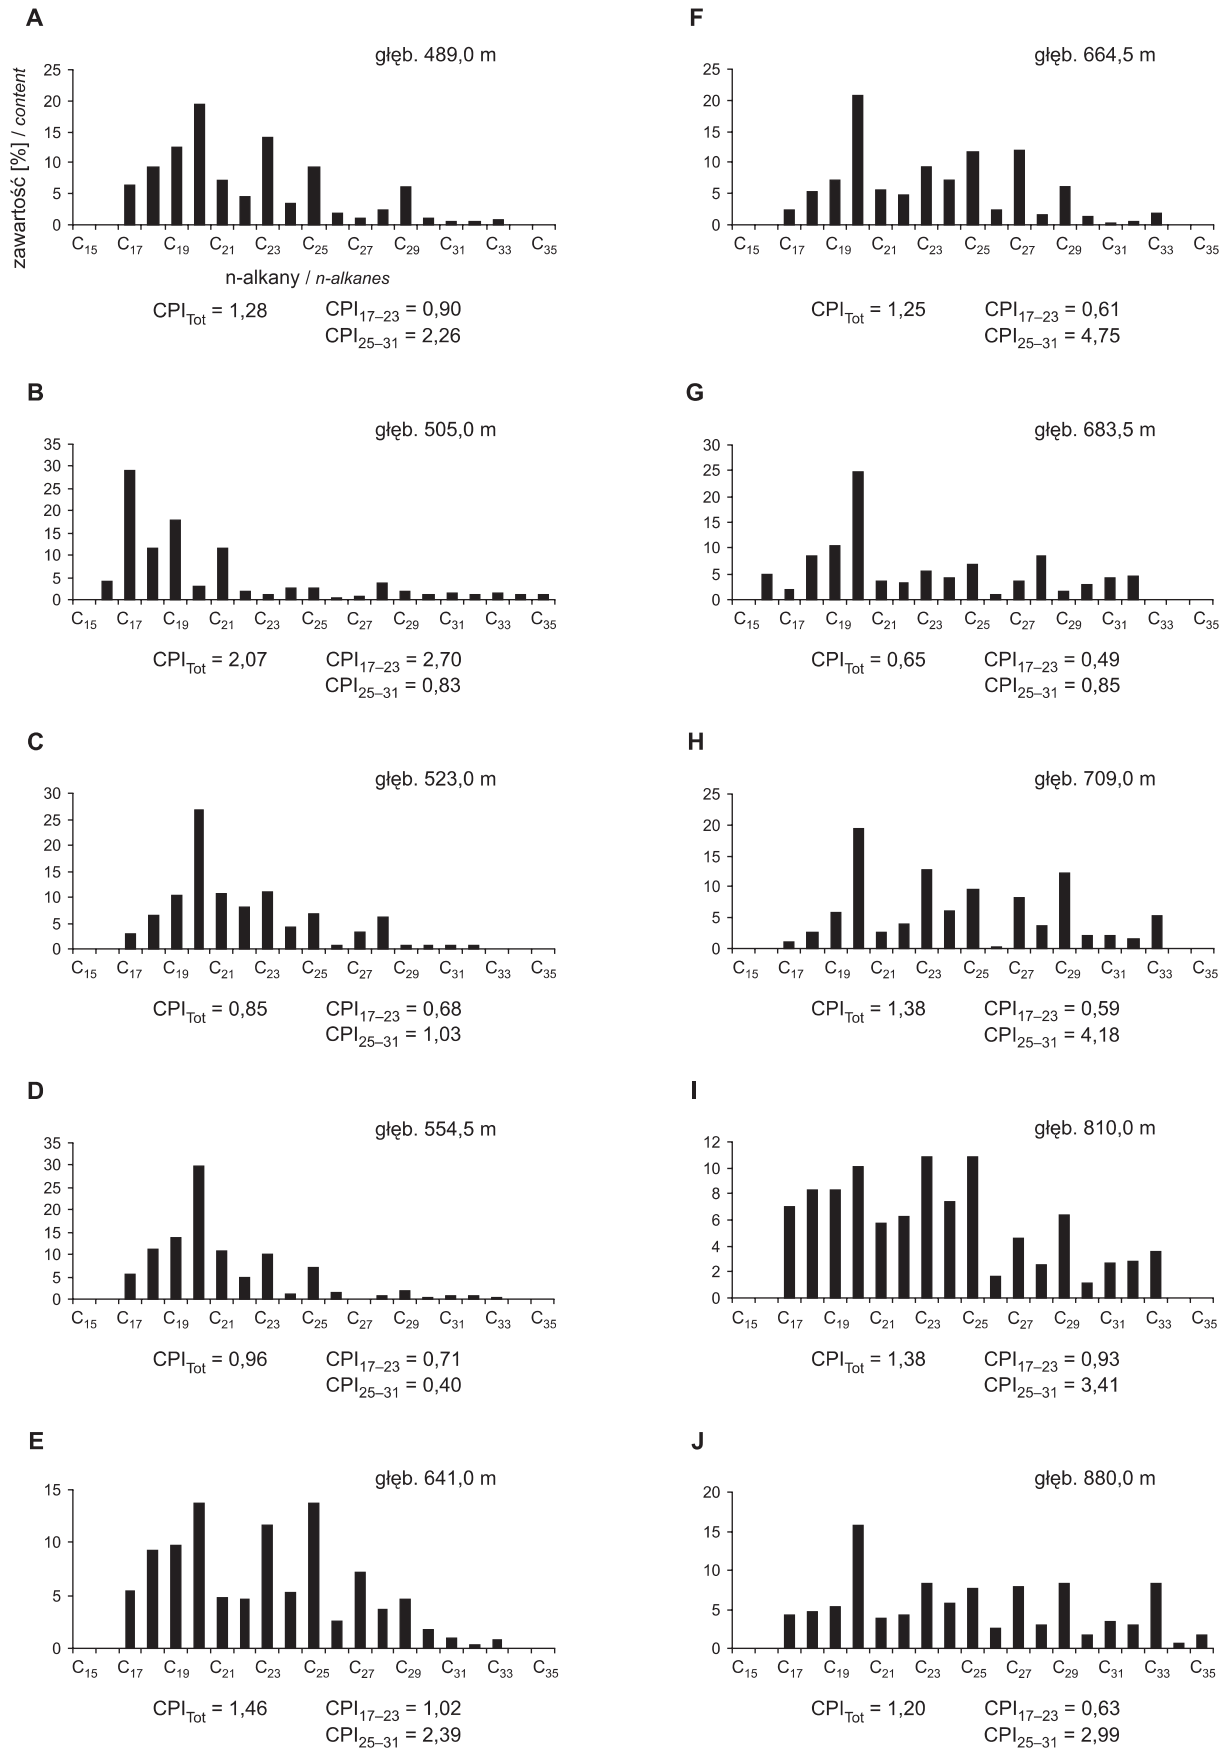 A
głęb. 489,0 m
zawartość [%] / content
25
20
15
10
5
0
C15 C17 C19 C21 C23 C25 C27 C29 C31 C33 C35
n-alkany / n-alkanes
CPITot = 1,28
CPI17–23 = 0,90
CPI25–31 = 2,26
B
głęb. 505,0 m
35
30
25
20
15
10
5
0
C15 C17 C19 C21 C23 C25 C27 C29 C31 C33 C35
CPITot = 2,07
CPI17–23 = 2,70
CPI25–31 = 0,83
C
głęb. 523,0 m
30
25
20
15
10
5
0
C15 C17 C19 C21 C23 C25 C27 C29 C31 C33 C35
CPITot = 0,85
CPI17–23 = 0,68
CPI25–31 = 1,03
D
głęb. 554,5 m
35
30
25
20
15
10
5
0
C15 C17 C19 C21 C23 C25 C27 C29 C31 C33 C35
CPITot = 0,96
CPI17–23 = 0,71
CPI25–31 = 0,40
E
głęb. 641,0 m
15
10
5
0
C15 C17 C19 C21 C23 C25 C27 C29 C31 C33 C35
CPITot = 1,46
CPI17–23 = 1,02
CPI25–31 = 2,39
F
głęb. 664,5 m
25
20
15
10
5
0
C15 C17 C19 C21 C23 C25 C27 C29 C31 C33 C35
CPITot = 1,25
CPI17–23 = 0,61
CPI25–31 = 4,75
G
głęb. 683,5 m
30
25
20
15
10
5
0
C15 C17 C19 C21 C23 C25 C27 C29 C31 C33 C35
CPITot = 0,65
CPI17–23 = 0,49
CPI25–31 = 0,85
H
głęb. 709,0 m
25
20
15
10
5
0
C15 C17 C19 C21 C23 C25 C27 C29 C31 C33 C35
CPITot = 1,38
CPI17–23 = 0,59
CPI25–31 = 4,18
I
głęb. 810,0 m
12
10
8
6
4
2
0
C15 C17 C19 C21 C23 C25 C27 C29 C31 C33 C35
CPITot = 1,38
CPI17–23 = 0,93
CPI25–31 = 3,41
J
głęb. 880,0 m
20
15
10
5
0
C15 C17 C19 C21 C23 C25 C27 C29 C31 C33 C35
CPITot = 1,20
CPI17–23 = 0,63
CPI25–31 = 2,99